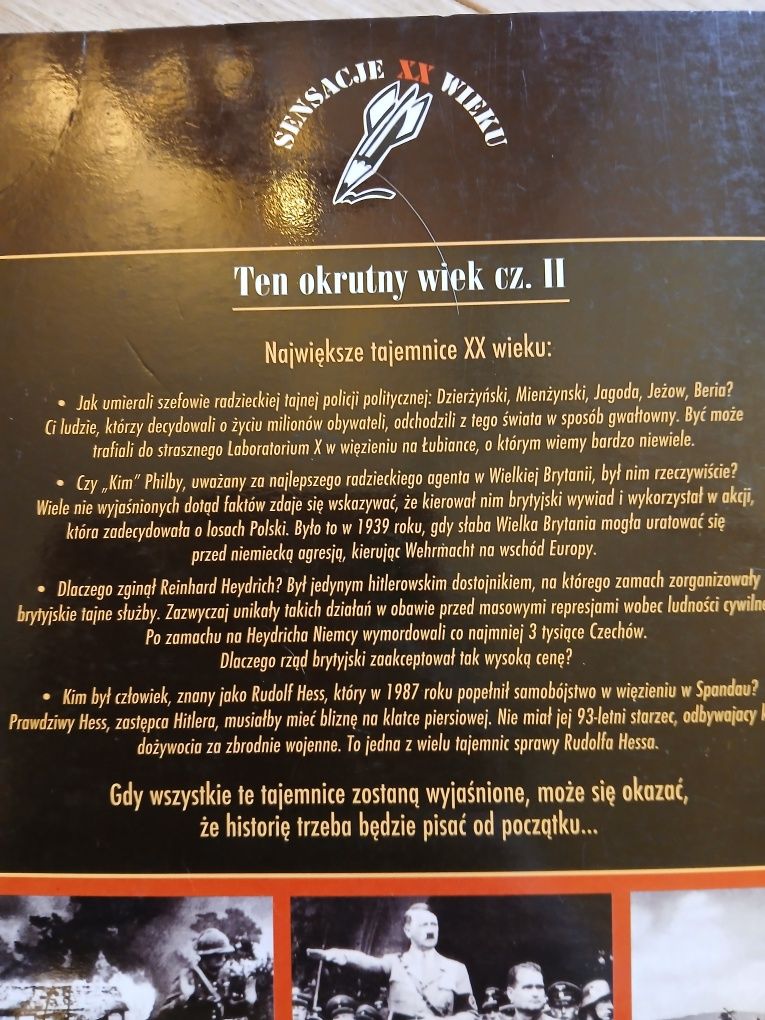 SENSACJE XX WIEKU
Ten okrutny wiek cz. II
Największe tajemnice XX wieku:
• Jak umierali szefowie radzieckiej tajnej policji politycznej: Dzierżyński, Mienżynski, Jagoda, Jeżow, Beria?
Ci ludzie, którzy decydowali o życiu milionów obywateli, odchodzili z tego świata w sposób gwałtowny. Być może
trafiali do strasznego Laboratorium X w więzieniu na Łubiance, o którym wiemy bardzo niewiele.
• Czy „Kim” Philby, uważany za najlepszego radzieckiego agenta w Wielkiej Brytanii, był nim rzeczywiście?
Wiele nie wyjaśnionych dotąd faktów zdaje się wskazywać, że kierował nim brytyjski wywiad i wykorzystał w akcji,
która zadecydowała o losach Polski. Było to w 1939 roku, gdy słaba Wielka Brytania mogła uratować się
przed niemiecką agresją, kierując Wehrmacht na wschód Europy.
• Dlaczego zginął Reinhard Heydrich? Był jedynym hitlerowskim dostojnikiem, na którego zamach zorganizowały
brytyjskie tajne służby. Zazwyczaj unikały takich działań w obawie przed masowymi represjami wobec ludności cywilne
Po zamachu na Heydricha Niemcy wymordowali co najmniej 3 tysiące Czechów.
Dlaczego rząd brytyjski zaakceptował tak wysoką cenę?
• Kim był człowiek, znany jako Rudolf Hess, który w 1987 roku popełnił samobójstwo w więzieniu w Spandau?
Prawdziwy Hess, zastępca Hitlera, musiałby mieć bliznę na klatce piersiowej. Nie miał jej 93-letni starzec, odbywajacy
dożywocia za zbrodnie wojenne. To jedna z wielu tajemnic sprawy Rudolfa Hessa.
Gdy wszystkie te tajemnice zostaną wyjaśnione, może się okazać,
że historię trzeba będzie pisać od początku...